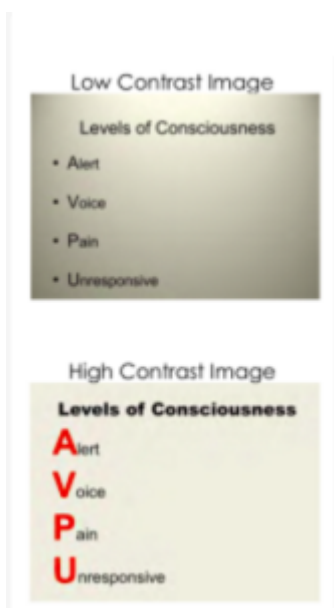 Low Contrast Image
Levels of Consciousness
• Alert
• Voice
• Pain
• Unresponsive
High Contrast Image
Levels of Consciousness
Alert
Voice
Pain
Unresponsive